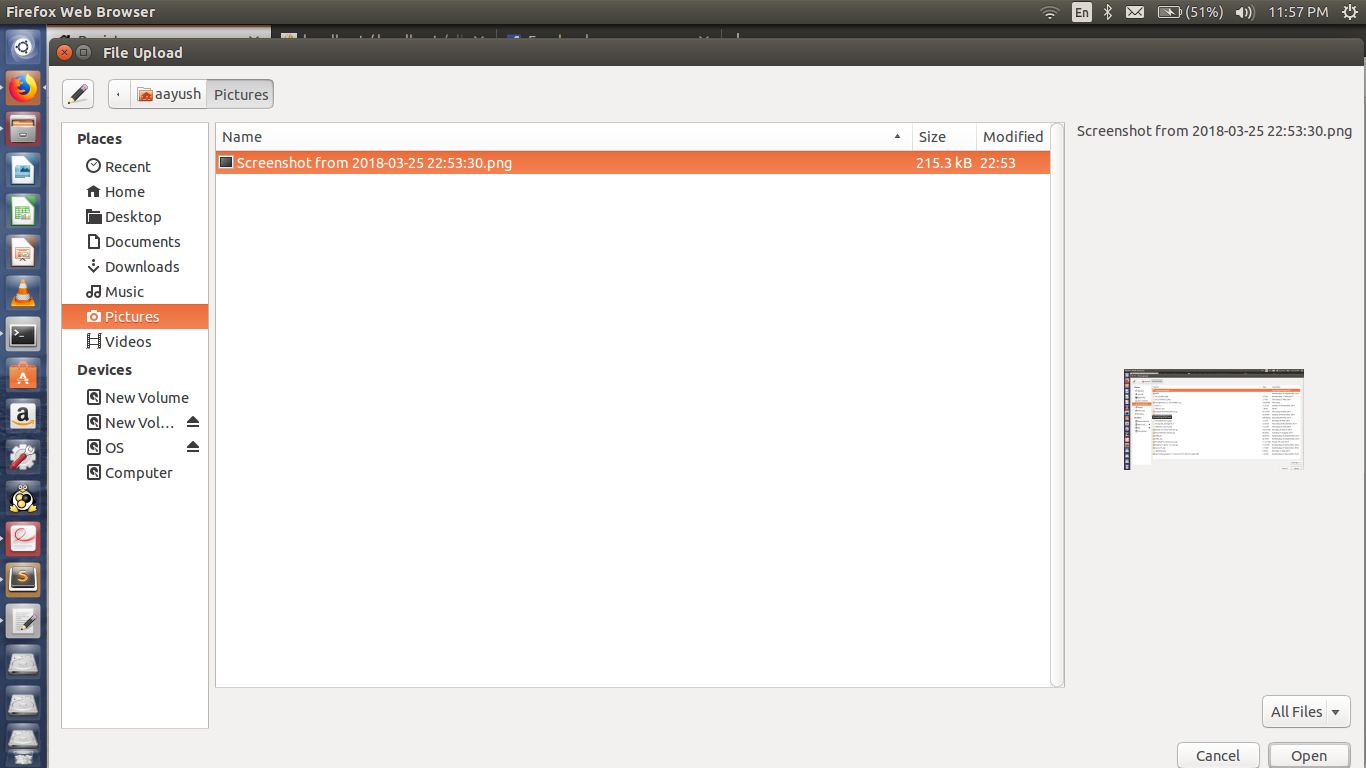 Firefox Web Browser
En
(51%)
11:57 PM
File Upload
aayush
Pictures
Places
Recent
Home
Desktop
Documents
Downloads
Music
Pictures
Videos
Devices
New Volume
New Vol...
OS
Computer
Name Size Modified
Screenshot from 2018-03-25 22:53:30.png 215.3 kB 22:53
Screenshot from 2018-03-25 22:53:30.png
All Files
Cancel
Open